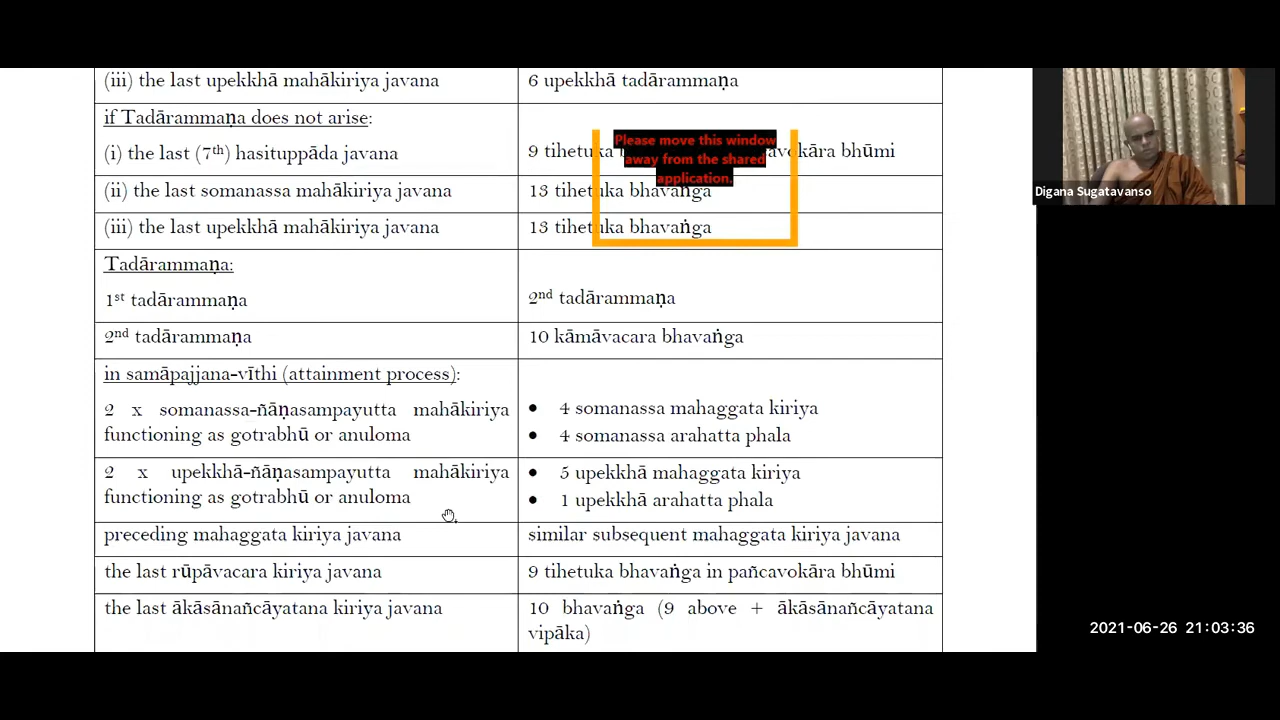 (iii) the last upekkhā mahākiriya javana
6 upekkhā tadārammaṇa
if Tadārammaṇa does not arise:
(i) the last (7th) hasituppāda javana
9 tihetuka
avokāra bhūmi
Please move this window
away from the shared
application.
(ii) the last somanassa mahākiriya javana
13 tihetuka bhavaṅga
(iii) the last upekkhā mahākiriya javana
13 tihetuka bhavaṅga
Tadārammaṇa:
1st tadārammaṇa
2nd tadārammaṇa
2nd tadārammaṇa
10 kāmāvacara bhavaṅga
in samāpajjana-vīthi (attainment process):
2 x somanassa-ñāṇasampayutta mahākiriya
functioning as gotrabhū or anuloma
• 4 somanassa mahaggata kiriya
• 4 somanassa arahatta phala
2 x upekkhā-ñāṇasampayutta mahākiriya
functioning as gotrabhū or anuloma
• 5 upekkhā mahaggata kiriya
• 1 upekkhā arahatta phala
preceding mahaggata kiriya javana
similar subsequent mahaggata kiriya javana
the last rūpāvacara kiriya javana
9 tihetuka bhavaṅga in pañcavokāra bhūmi
the last ākāsānañcāyatana kiriya javana
10 bhavaṅga (9 above + ākāsānañcāyatana
vipāka)
Digana Sugatavanso
2021-06-26 21:03:36